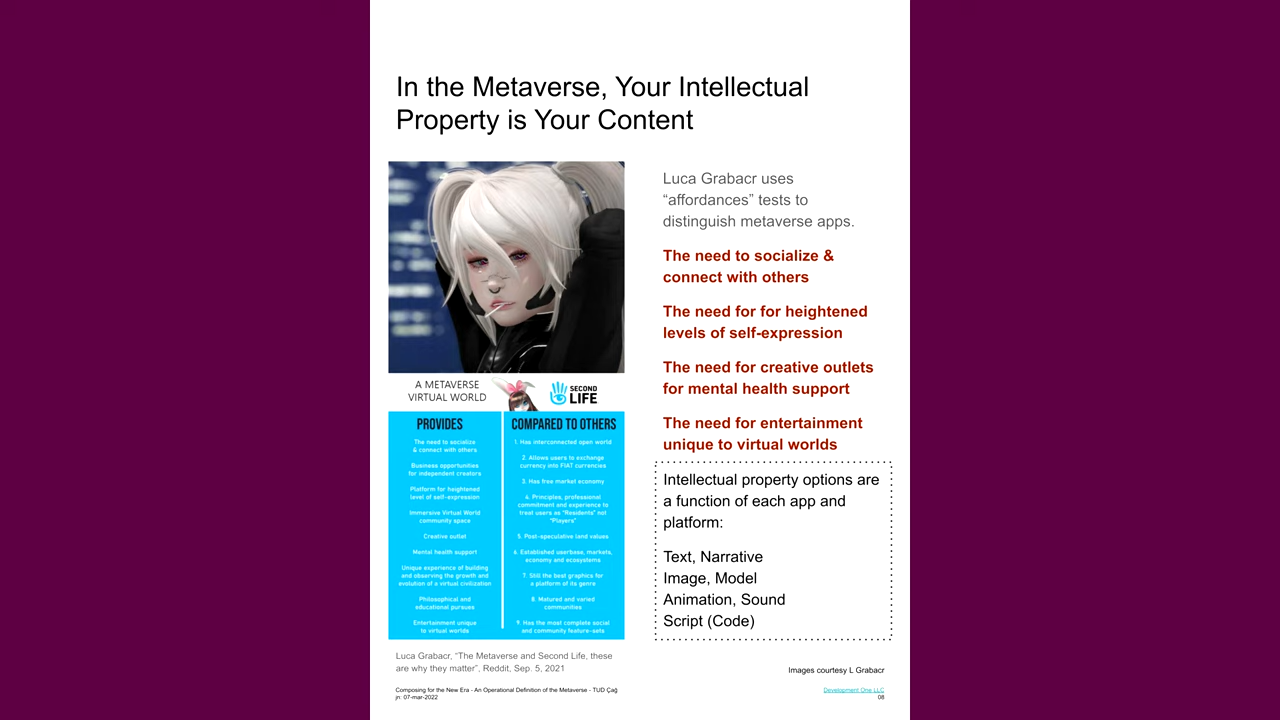 In the Metaverse, Your Intellectual
Property is Your Content
A METAVERSE
VIRTUAL WORLD
SECOND
LIFE
PROVIDES
The need to socialize
& connect with others
Business opportunities
for independent creators
Platform for heightened
level of self-expression
Immersive Virtual World
community space
Creative outlet
Mental health support
Unique experience of building
and observing the growth and
evolution of a virtual civilization
Philosophical and
educational pursues
Entertainment unique
to virtual worlds
COMPARED TO OTHERS
1. Has interconnected open world
2. Allows users to exchange
currency into FIAT currencies
3. Has free market economy
4. Principles, professional
commitment and experience to
treat users as "Residents" not
"Players"
5. Post-speculative land values
6. Established userbase, markets,
economy and ecosystems
7. Still the best graphics for
a platform of its genre
8. Matured and varied
communities
9. Has the most complete social
and community feature-sets
Luca Grabacr, “The Metaverse and Second Life, these
are why they matter”, Reddit, Sep. 5, 2021
Luca Grabacr uses
“affordances” tests to
distinguish metaverse apps.
The need to socialize &
connect with others
The need for for heightened
levels of self-expression
The need for creative outlets
for mental health support
The need for entertainment
unique to virtual worlds
Intellectual property options are
a function of each app and
platform:
Text, Narrative
Image, Model
Animation, Sound
Script (Code)
Images courtesy L Grabacr
Composing for the New Era - An Operational Definition of the Metaverse - TUD Çağ
jn: 07-mar-2022
Development One LLC
08